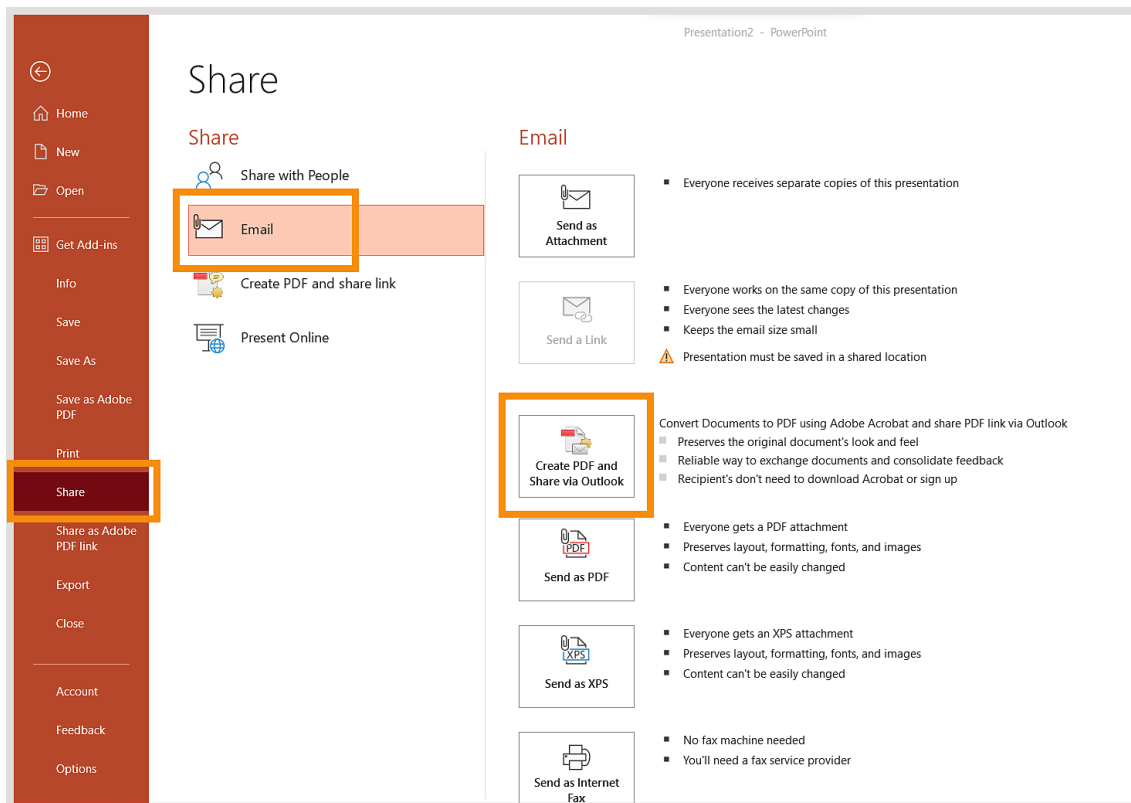 Presentation2 - PowerPoint
Home
New
Open
Get Add-ins
Info
Save
Save As
Save as Adobe
PDF
Print
Share
Share as Adobe
PDF link
Export
Close
Account
Feedback
Options
Share
Share
Share with People
Email
Create PDF and share link
Present Online
Email
Send as
Attachment
Everyone receives separate copies of this presentation
Send a Link
Everyone works on the same copy of this presentation
Everyone sees the latest changes
Keeps the email size small
Presentation must be saved in a shared location
Create PDF and
Share via Outlook
Convert Documents to PDF using Adobe Acrobat and share PDF link via Outlook
Preserves the original document's look and feel
Reliable way to exchange documents and consolidate feedback
Recipient's don't need to download Acrobat or sign up
PDF
Send as PDF
Everyone gets a PDF attachment
Preserves layout, formatting, fonts, and images
Content can't be easily changed
XPS
Send as XPS
Everyone gets an XPS attachment
Preserves layout, formatting, fonts, and images
Content can't be easily changed
Send as Internet
Fax
No fax machine needed
You'll need a fax service provider